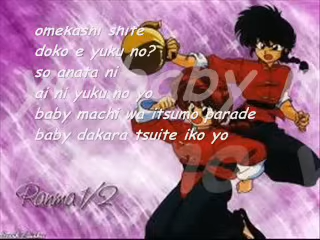 omekashi shite
doko e yuku no?
so anata ni
ai ni yuku no yo
baby machi wa itsumo parade
baby dakara tsuite iko yo
Ranma 1/2